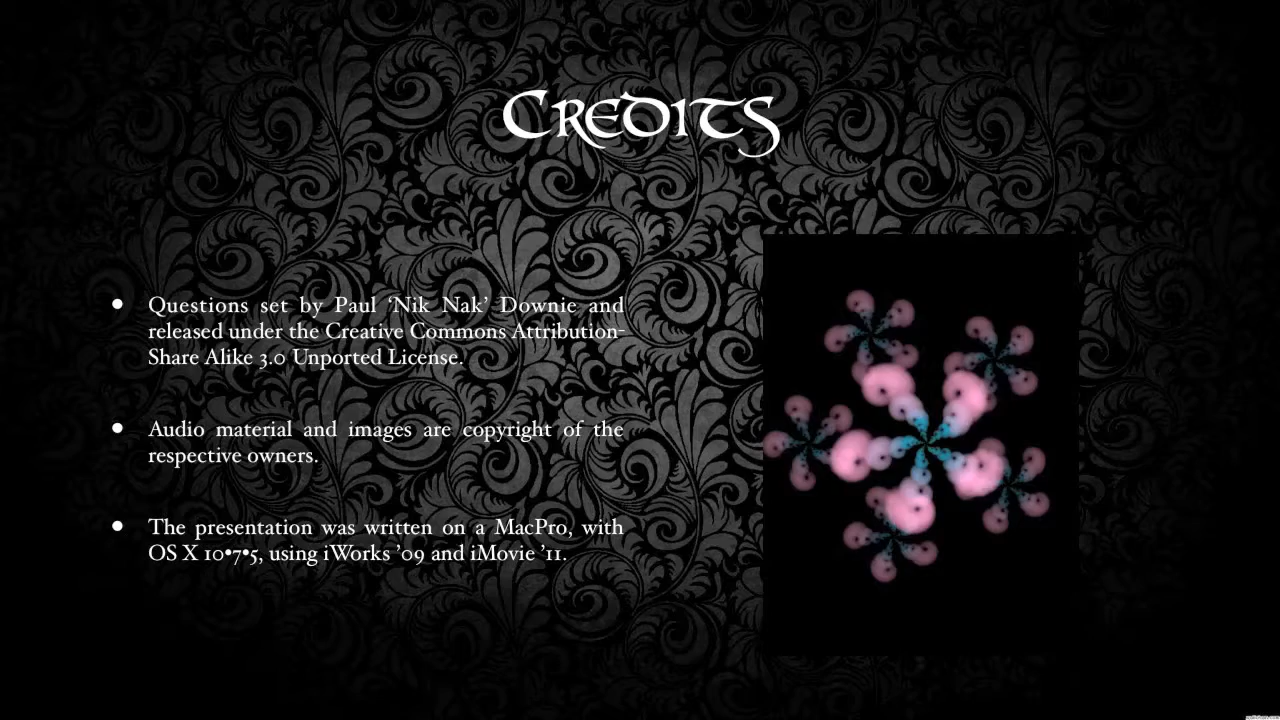 Credits
• Questions set by Paul ‘Nik Nak’ Downie and
released under the Creative Commons Attribution-
Share Alike 3.0 Unported License.
• Audio material and images are copyright of the
respective owners.
• The presentation was written on a MacPro, with
OS X 10•7•5, using iWorks ’09 and iMovie ’11.